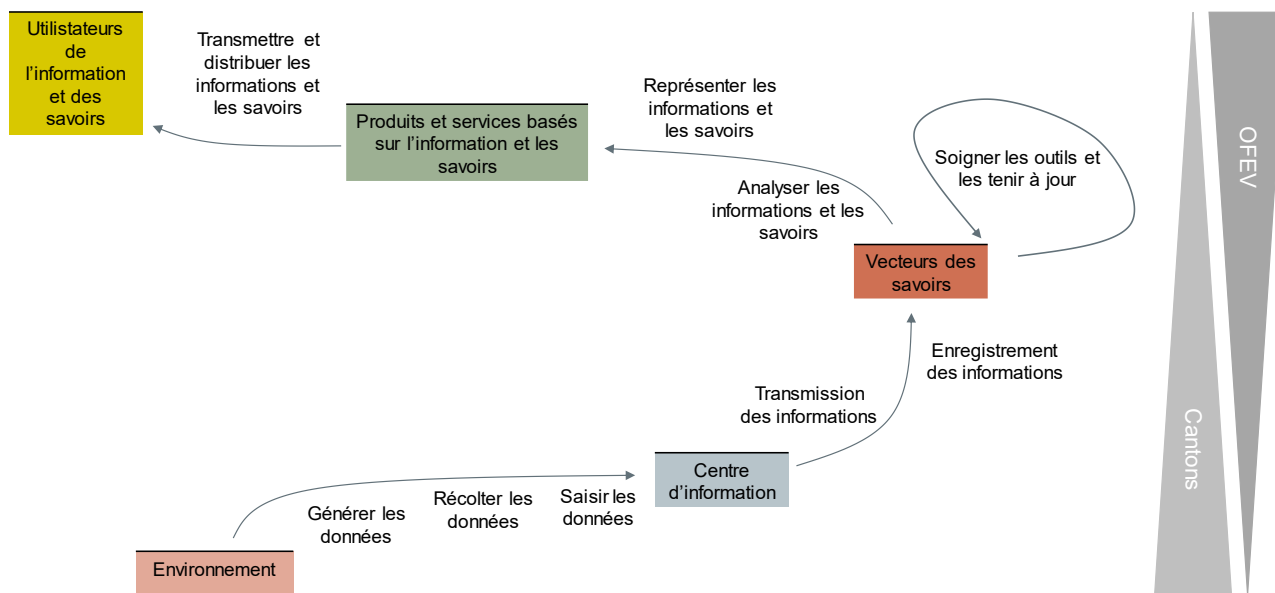 Utilistateurs
de
l'information
et des
savoirs
Transmettre et
distribuer les
informations et
les savoirs
Produits et services basés
sur l'information et les
savoirs
Représenter les
informations et
les savoirs
Analyser les
informations et les
savoirs
Soigner les outils et
les tenir à jour
Vecteurs des
savoirs
Enregistrement
des informations
Transmission
des informations
Centre
d'information
Saisir les
données
Récolter les
données
Générer les
données
Environnement
OFEV
Cantons